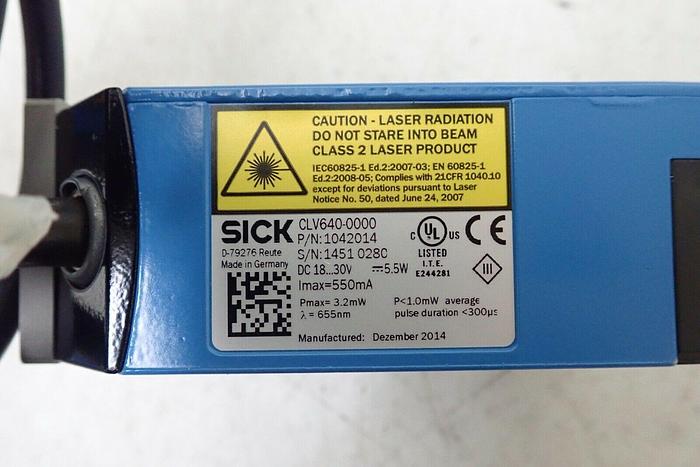 CAUTION - LASER RADIATION
DO NOT STARE INTO BEAM
CLASS 2 LASER PRODUCT
IEC60825-1 Ed.2:2007-03; EN 60825-1
Ed.2:2008-05; Complies with 21CFR 1040.10
except for deviations pursuant to Laser
Notice No. 50, dated June 24, 2007
SICK
D-79276 Reute
Made in Germany
CLV640-0000
P/N: 1042014
S/N: 1451 0280
DC 18...30V 5.5W
Imax=550mA
C UL US
LISTED
I.T.E.
E244281
CE
III
Pmax= 3.2mW
λ = 655nm
P<1.0mW average
pulse duration <300µs
Manufactured: Dezember 2014